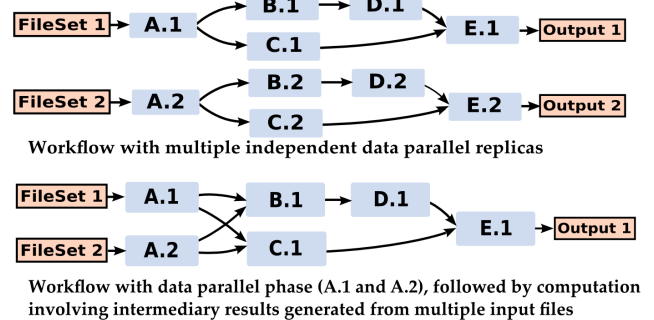 FileSet 1 A.1 B.1 D.1 C.1 E.1 Output 1
FileSet 2 A.2 B.2 D.2 C.2 E.2 Output 2
Workflow with multiple independent data parallel replicas
FileSet 1 A.1 B.1 D.1
E.1 Output 1
FileSet 2 A.2 C.1
Workflow with data parallel phase (A.1 and A.2), followed by computation
involving intermediary results generated from multiple input files